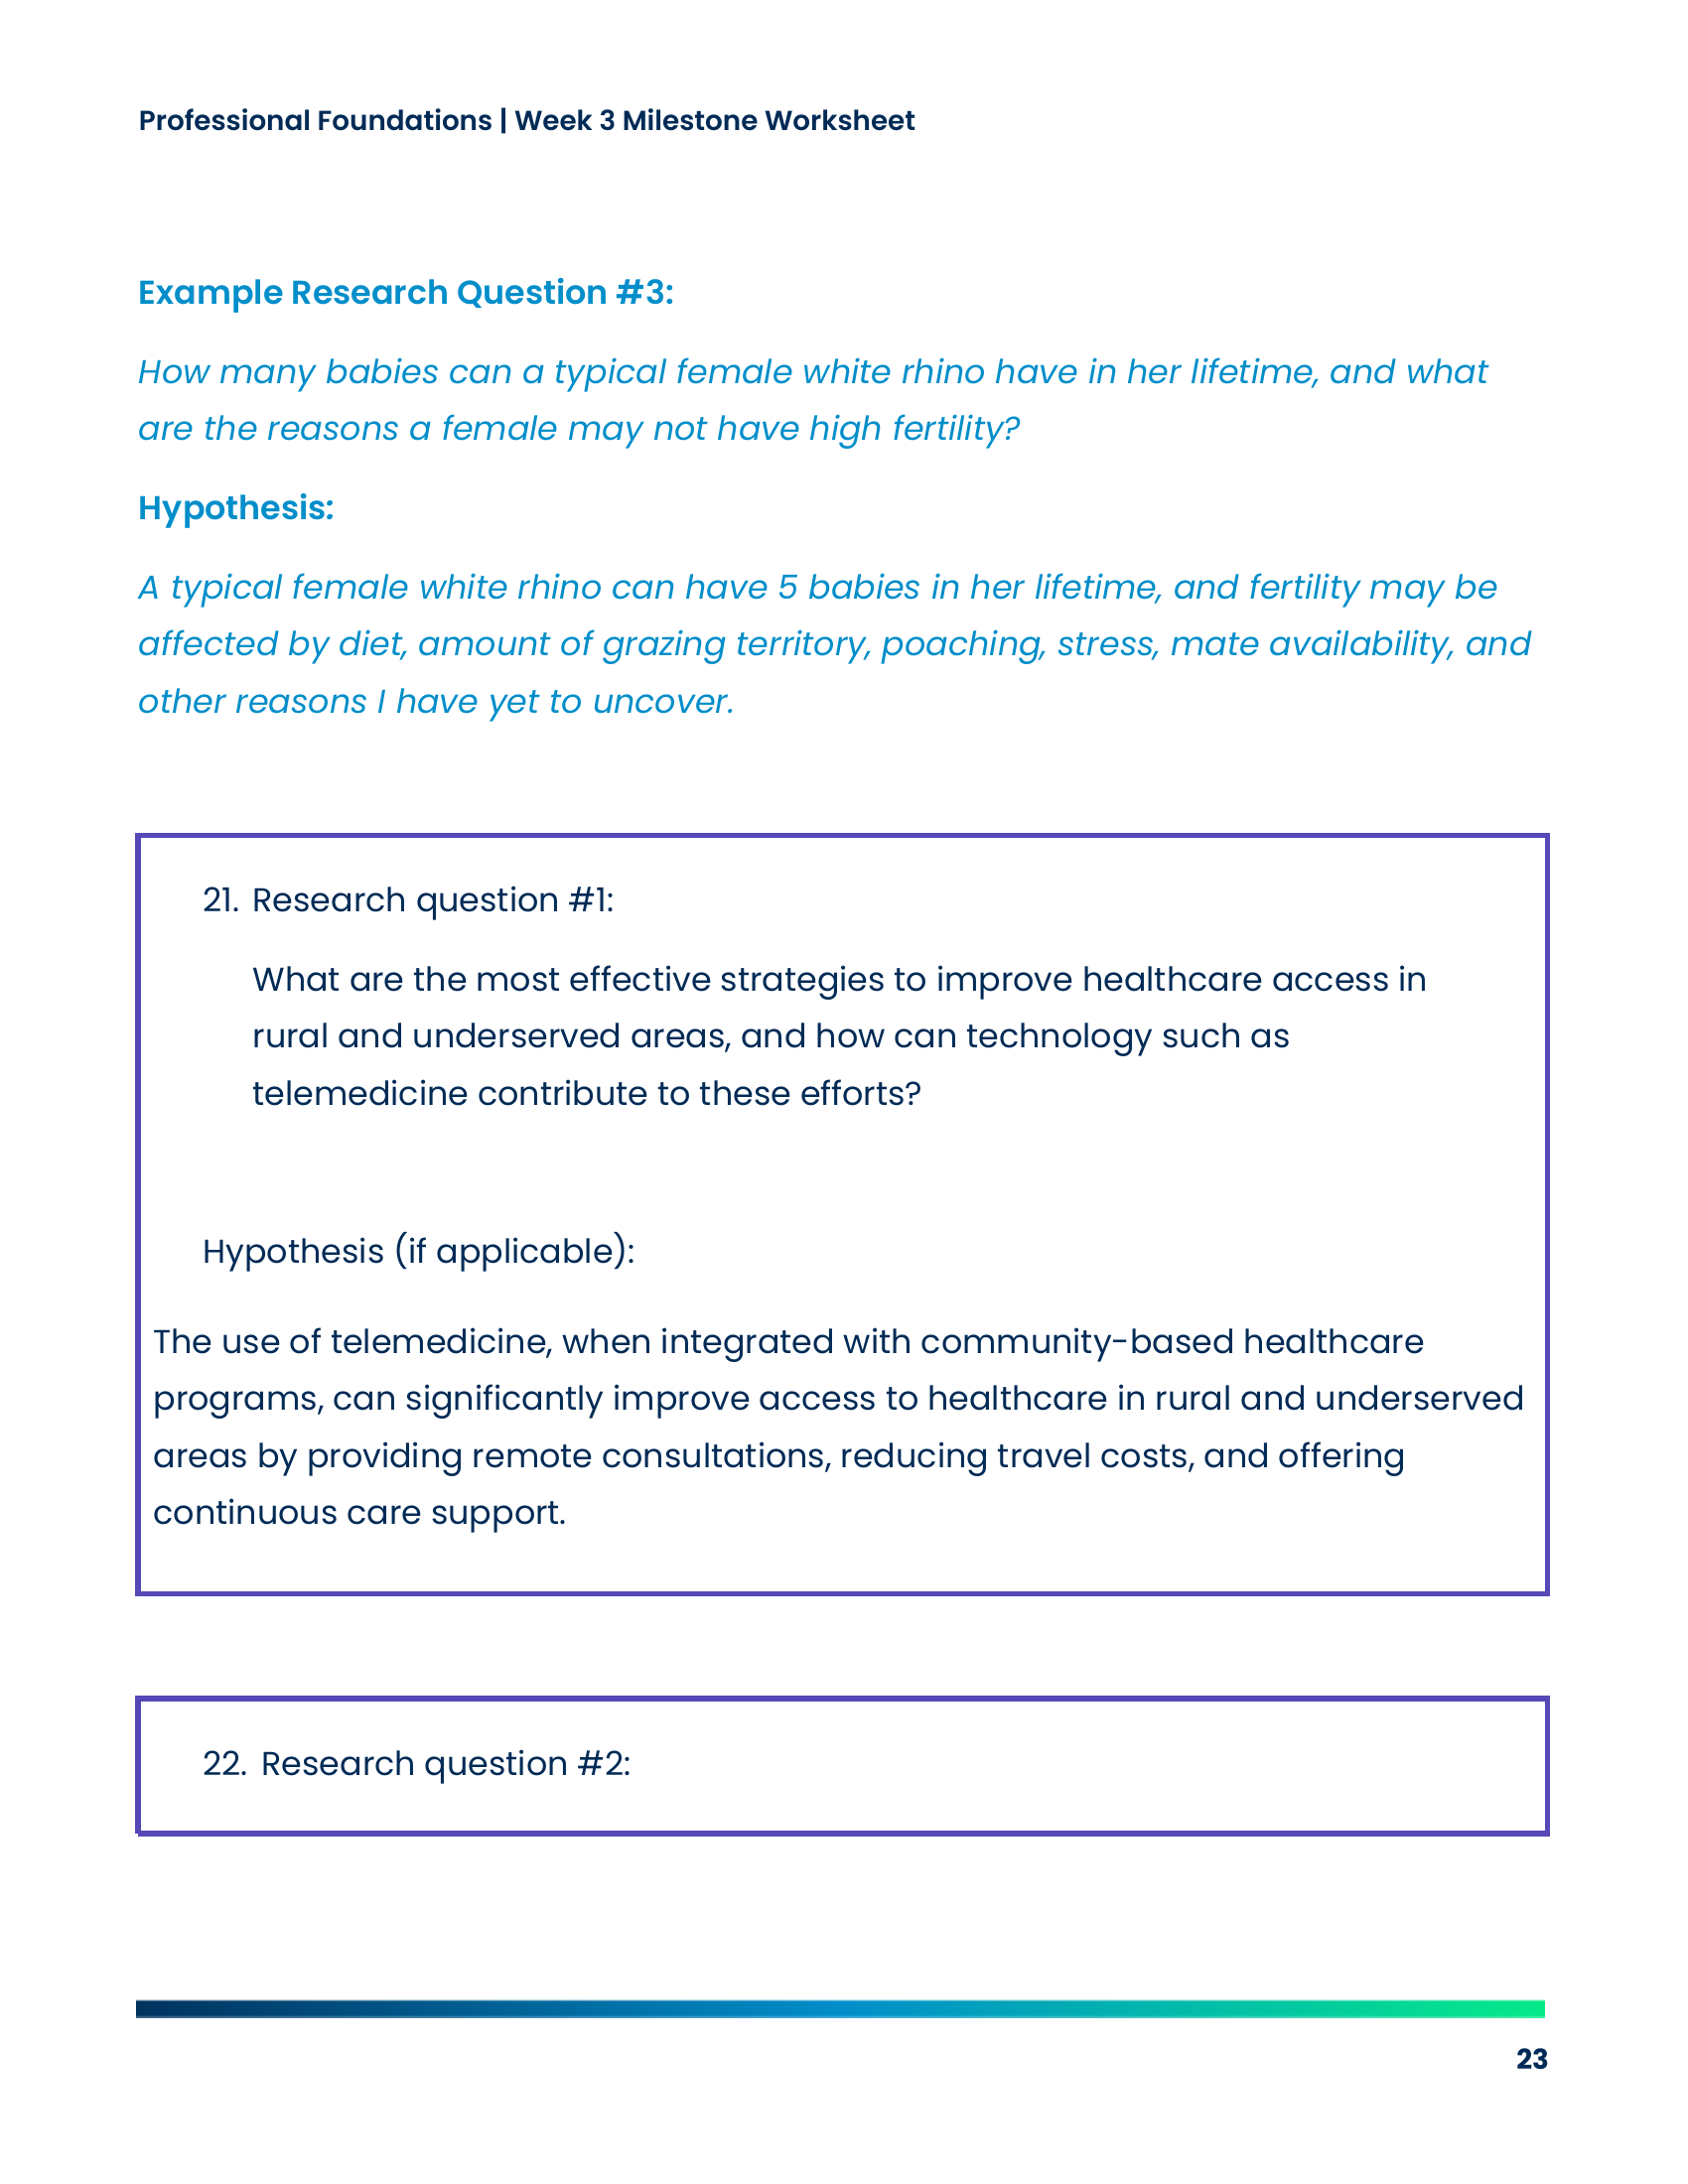 Professional Foundations | Week 3 Milestone Worksheet
Example Research Question #3:
How many babies can a typical female white rhino have in her lifetime, and what
are the reasons a female may not have high fertility?
Hypothesis:
A typical female white rhino can have 5 babies in her lifetime, and fertility may be
affected by diet, amount of grazing territory, poaching, stress, mate availability, and
other reasons I have yet to uncover.
21. Research question #1:
What are the most effective strategies to improve healthcare access in
rural and underserved areas, and how can technology such as
telemedicine contribute to these efforts?
Hypothesis (if applicable):
The use of telemedicine, when integrated with community-based healthcare
programs, can significantly improve access to healthcare in rural and underserved
areas by providing remote consultations, reducing travel costs, and offering
continuous care support.
22. Research question #2:
23